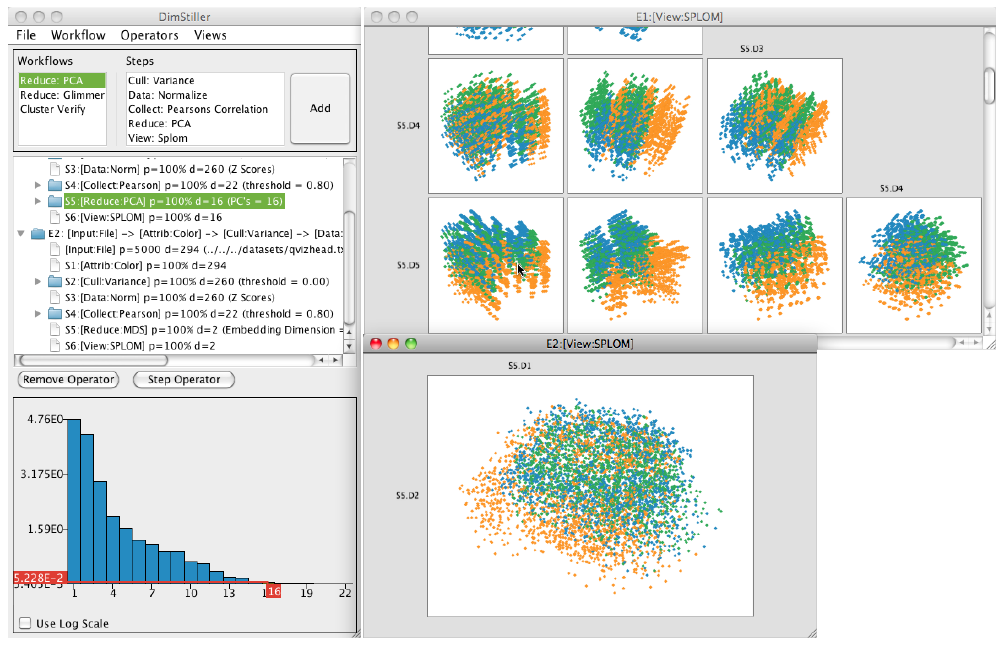 DimStiller
File Workflow Operators Views
Workflows
Reduce: PCA
Reduce: Glimmer
Cluster Verify
Steps
Cull: Variance
Data: Normalize
Collect: Pearsons Correlation
Reduce: PCA
View: Splom
Add
S3:[Data:Norm] p=100% d=260 (Z Scores)
S4:[Collect:Pearson] p=100% d=22 (threshold = 0.80)
S5:[Reduce:PCA] p=100% d=16 (PC's = 16)
S6:[View:SPLOM] p=100% d=16
E2: [Input:File] -> [Attrib:Color] -> [Cull:Variance] -> [Data:
[Input:File] p=5000 d=294 (../../../datasets/qvizhead.tx
S1:[Attrib:Color] p=100% d=294
S2:[Cull:Variance] p=100% d=260 (threshold = 0.00)
S3:[Data:Norm] p=100% d=260 (Z Scores)
S4:[Collect:Pearson] p=100% d=22 (threshold = 0.80)
S5:[Reduce:MDS] p=100% d=2 (Embedding Dimension =
S6:[View:SPLOM] p=100% d=2
Remove Operator Step Operator
4.76E0
3.175E0
1.59E0
5.228E-2
1 4 7 10 13 16 19 22
Use Log Scale
E1:[View:SPLOM]
S5.D3
S5.D4
S5.D4
S5.D5
E2:[View:SPLOM]
S5.D1
S5.D2